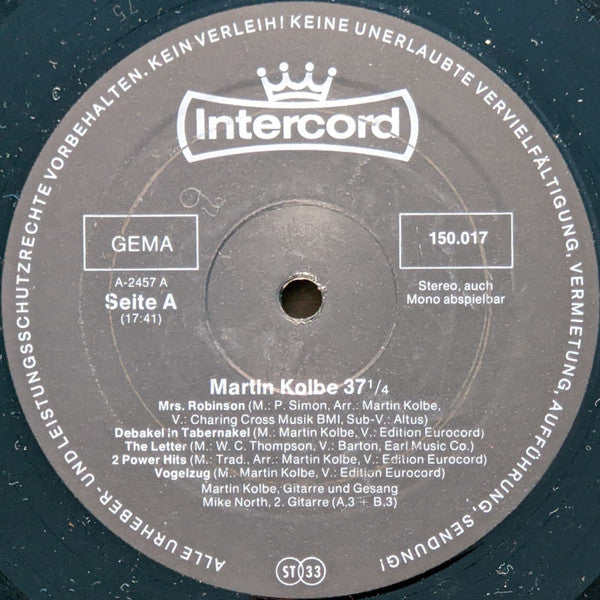 ALLE URHEBER- UND LEISTUNGSSCHUTZRECHTE VORBEHALTEN. KEIN VERLEIH! KEINE UNERLAUBTE VERVIELFÄLTIGUNG, VERMIETUNG, AUFFÜHRUNG, SENDUNG!
Intercord
GEMA
150.017
A-2457 A
Seite A
(17:41)
Stereo, auch
Mono abspielbar
Martin Kolbe 37 1/4
Mrs. Robinson (M.: P. Simon, Arr.: Martin Kolbe,
V.: Charing Cross Musik BMI, Sub-V.: Altus)
Debakel in Tabernakel (M.: Martin Kolbe, V.: Edition Eurocord)
The Letter (M.: W. C. Thompson, V.: Barton, Earl Music Co.)
2 Power Hits (M.: Trad., Arr.: Martin Kolbe, V.: Edition Eurocord)
Vogelzug (M.: Martin Kolbe, V.: Edition Eurocord)
Martin Kolbe, Gitarre und Gesang
Mike North, 2. Gitarre (A,3 + B,3)
ST 33